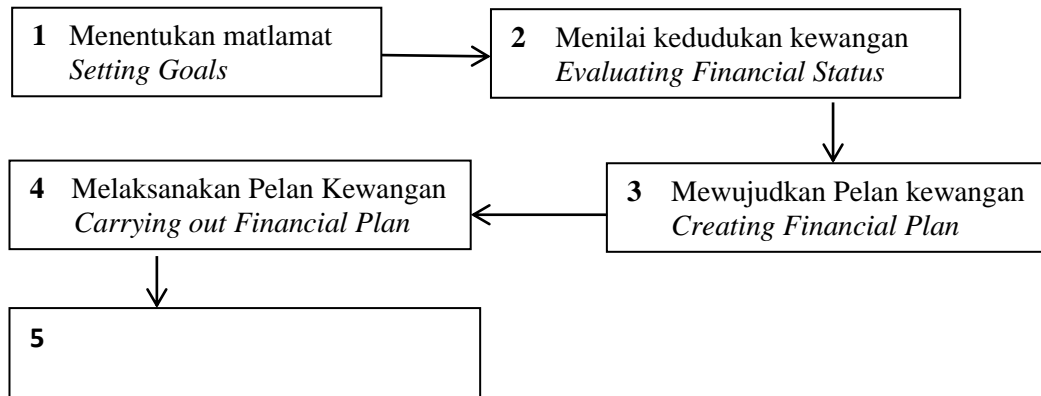 1 Menentukan matlamat
Setting Goals
2 Menilai kedudukan kewangan
Evaluating Financial Status
3 Mewujudkan Pelan kewangan
Creating Financial Plan
4 Melaksanakan Pelan Kewangan
Carrying out Financial Plan
5